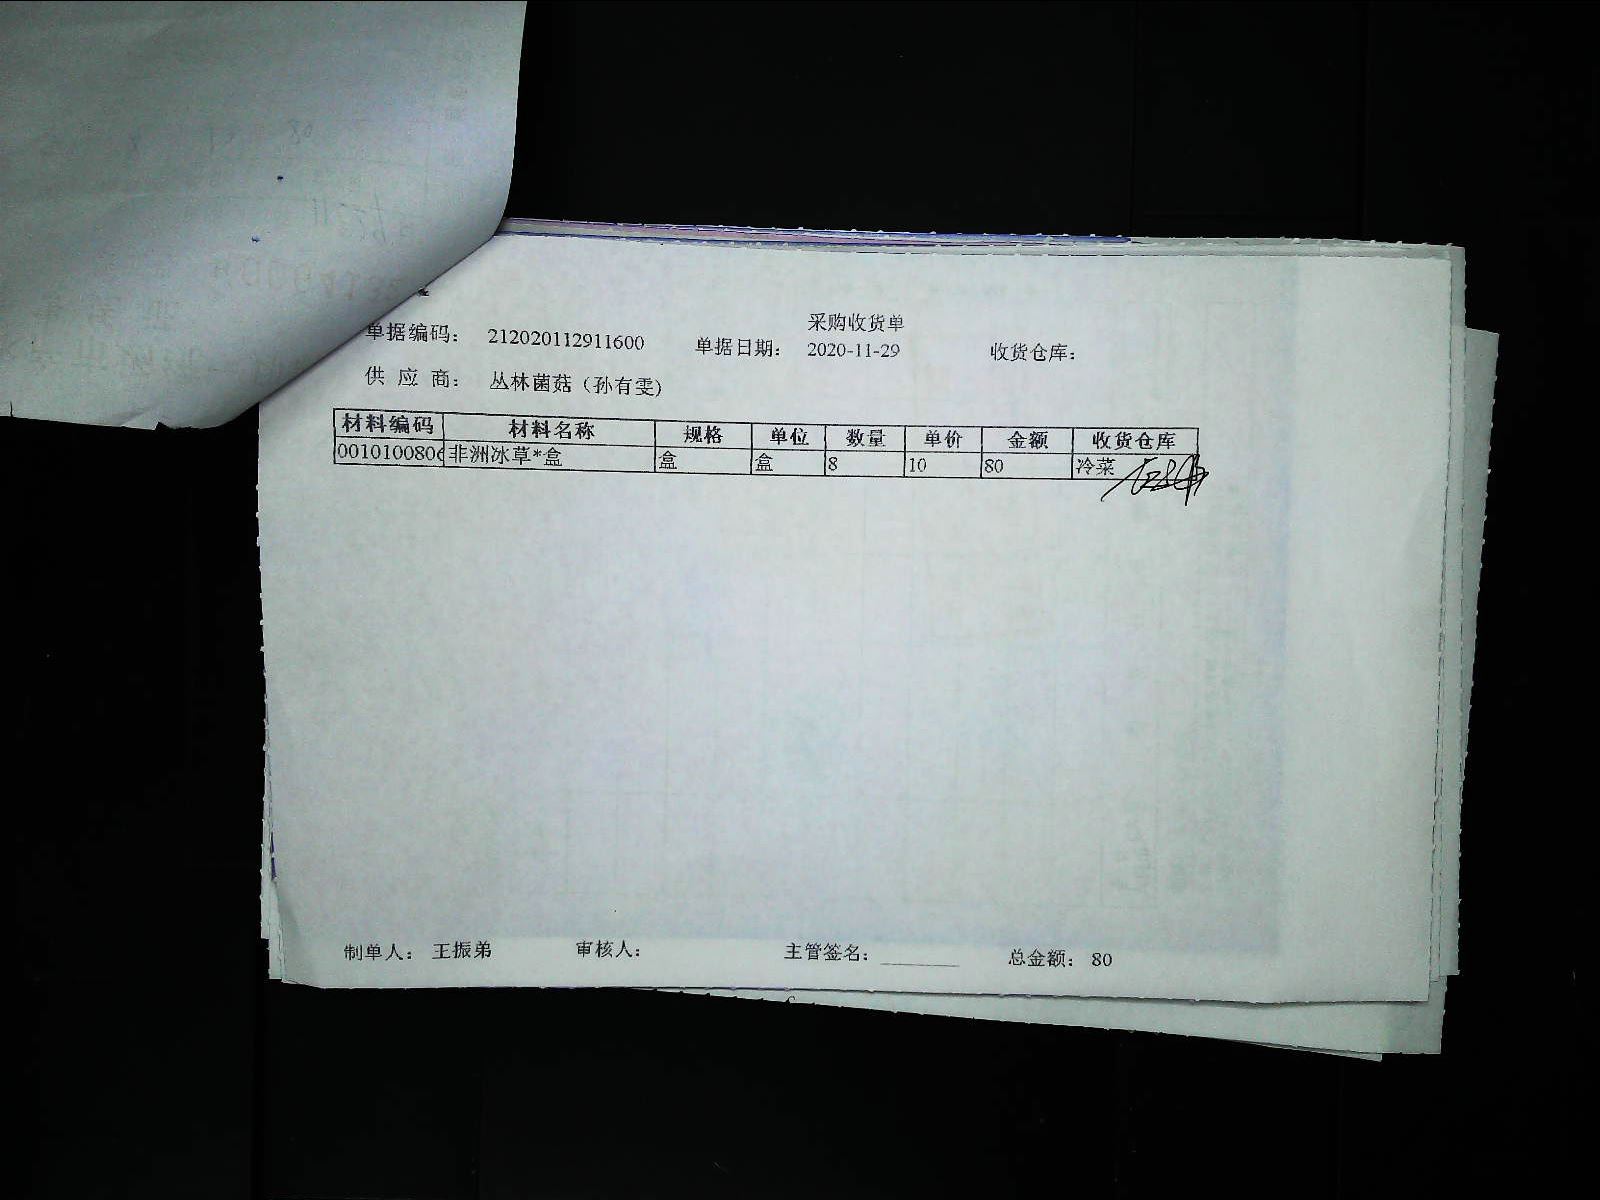 采购收货单
单据编码： 212020112911600 单据日期： 2020-11-29 收货仓库：
供 应 商： 丛林菌菇（孙有雯）
材料编码 材料名称 规格 单位 数量 单价 金额 收货仓库
0010100806 非洲冰草*盒 盒 盒 8 10 80 冷菜
制单人： 王振弟 审核人： 主管签名： 总金额： 80